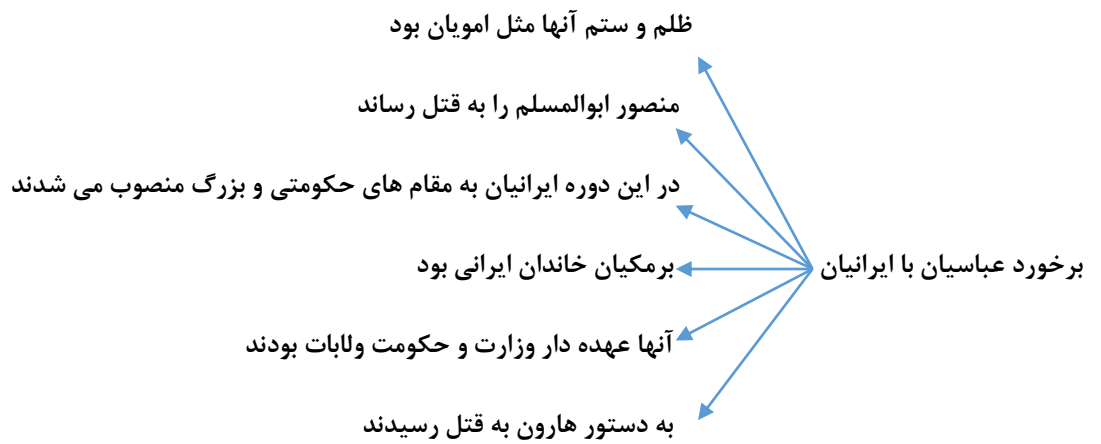 ظلم و ستم آنها مثل امویان بود
منصور ابوالمسلم را به قتل رساند
در این دوره ایرانیان به مقام های حکومتی و بزرگ منصوب می شدند
برخورد عباسیان با ایرانیان
برمکیان خاندان ایرانی بود
آنها عهده دار وزارت و حکومت ولابات بودند
به دستور هارون به قتل رسیدند